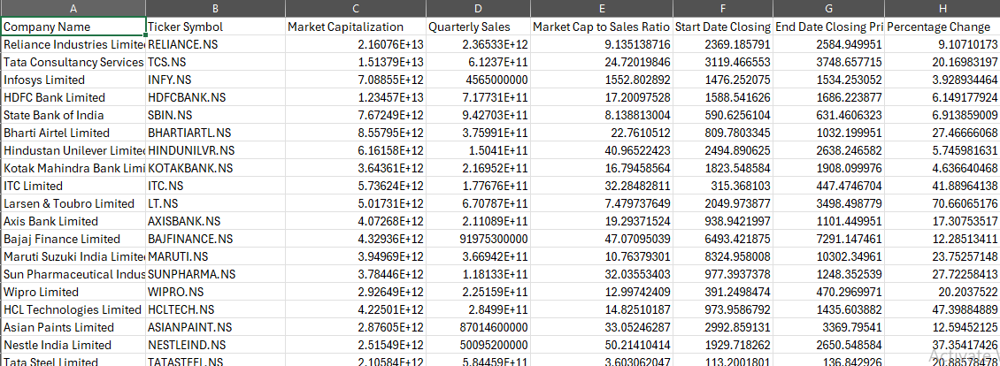 A B C D E F G H
Company Name Ticker Symbol Market Capitalization Quarterly Sales Market Cap to Sales Ratio Start Date Closing End Date Closing Pri Percentage Change
Reliance Industries Limite RELIANCE.NS 2.16076E+13 2.36533E+12 9.135138716 2369.185791 2584.949951 9.10710173
Tata Consultancy Services TCS.NS 1.51379E+13 6.1237E+11 24.72019846 3119.466553 3748.657715 20.16983197
Infosys Limited INFY.NS 7.08855E+12 4565000000 1552.802892 1476.252075 1534.253052 3.928934464
HDFC Bank Limited HDFCBANK.NS 1.23457E+13 7.17731E+11 17.20097528 1588.541626 1686.223877 6.149177924
State Bank of India SBIN.NS 7.67249E+12 9.42703E+11 8.138813004 590.6256104 631.4606323 6.913859009
Bharti Airtel Limited BHARTIARTL.NS 8.55795E+12 3.75991E+11 22.7610512 809.7803345 1032.199951 27.46666068
Hindustan Unilever Limited HINDUNILVR.NS 6.16158E+12 1.5041E+11 40.96522423 2494.890625 2638.246582 5.745981631
Kotak Mahindra Bank Limi KOTAKBANK.NS 3.64361E+12 2.16952E+11 16.79458564 1823.548584 1908.099976 4.636640468
ITC Limited ITC.NS 5.73624E+12 1.77676E+11 32.28482811 315.368103 447.4746704 41.88964138
Larsen & Toubro Limited LT.NS 5.01731E+12 6.70787E+11 7.479737649 2049.973877 3498.498779 70.66065176
Axis Bank Limited AXISBANK.NS 4.07268E+12 2.11089E+11 19.29371524 938.9421997 1101.449951 17.30753517
Bajaj Finance Limited BAJFINANCE.NS 4.32936E+12 91975300000 47.07095039 6493.421875 7291.147461 12.28513411
Maruti Suzuki India Limite MARUTI.NS 3.94969E+12 3.66942E+11 10.76379301 8324.958008 10302.34961 23.75257148
Sun Pharmaceutical Indus SUNPHARMA.NS 3.78446E+12 1.18133E+11 32.03553403 977.3937378 1248.352539 27.72258413
Wipro Limited WIPRO.NS 2.92649E+12 2.25159E+11 12.99742409 391.2498474 470.2969971 20.2037522
HCL Technologies Limited HCLTECH.NS 4.22501E+12 2.8499E+11 14.82510187 973.9586792 1435.603882 47.39884889
Asian Paints Limited ASIANPAINT.NS 2.87605E+12 87014600000 33.05246287 2992.859131 3369.79541 12.59452125
Nestle India Limited NESTLEIND.NS 2.51549E+12 50095200000 50.21410414 1929.718262 2650.548584 37.35417426
Tata Steel Limited TATASTEEL.NS 2.10584E+12 5.84459E+11 3.603062047 113.2001801 136.842926 20.88578478
Activate